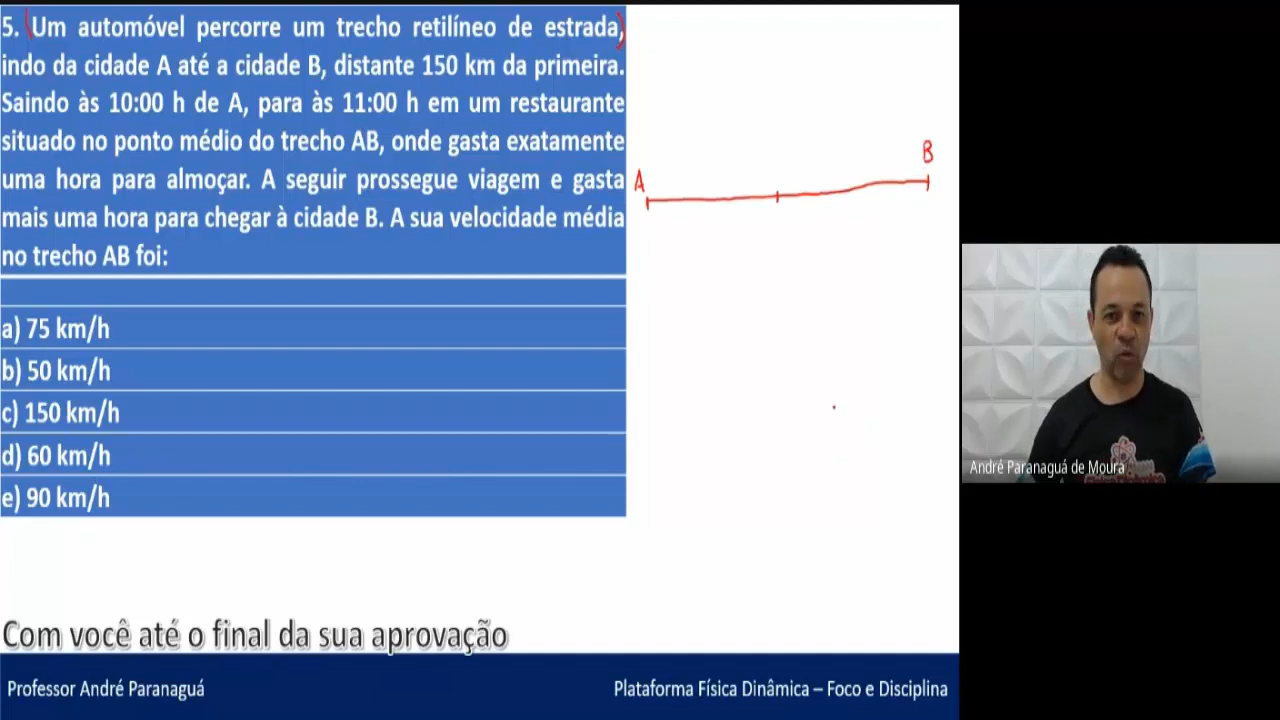 5. Um automóvel percorre um trecho retilíneo de estrada,
indo da cidade A até a cidade B, distante 150 km da primeira.
Saindo às 10:00 h de A, para às 11:00 h em um restaurante
situado no ponto médio do trecho AB, onde gasta exatamente
uma hora para almoçar. A seguir prossegue viagem e gasta
mais uma hora para chegar à cidade B. A sua velocidade média
no trecho AB foi:
a) 75 km/h
b) 50 km/h
c) 150 km/h
d) 60 km/h
e) 90 km/h
A
B
André Paranaguá de Moura
Com você até o final da sua aprovação
Professor André Paranaguá
Plataforma Física Dinâmica – Foco e Disciplina